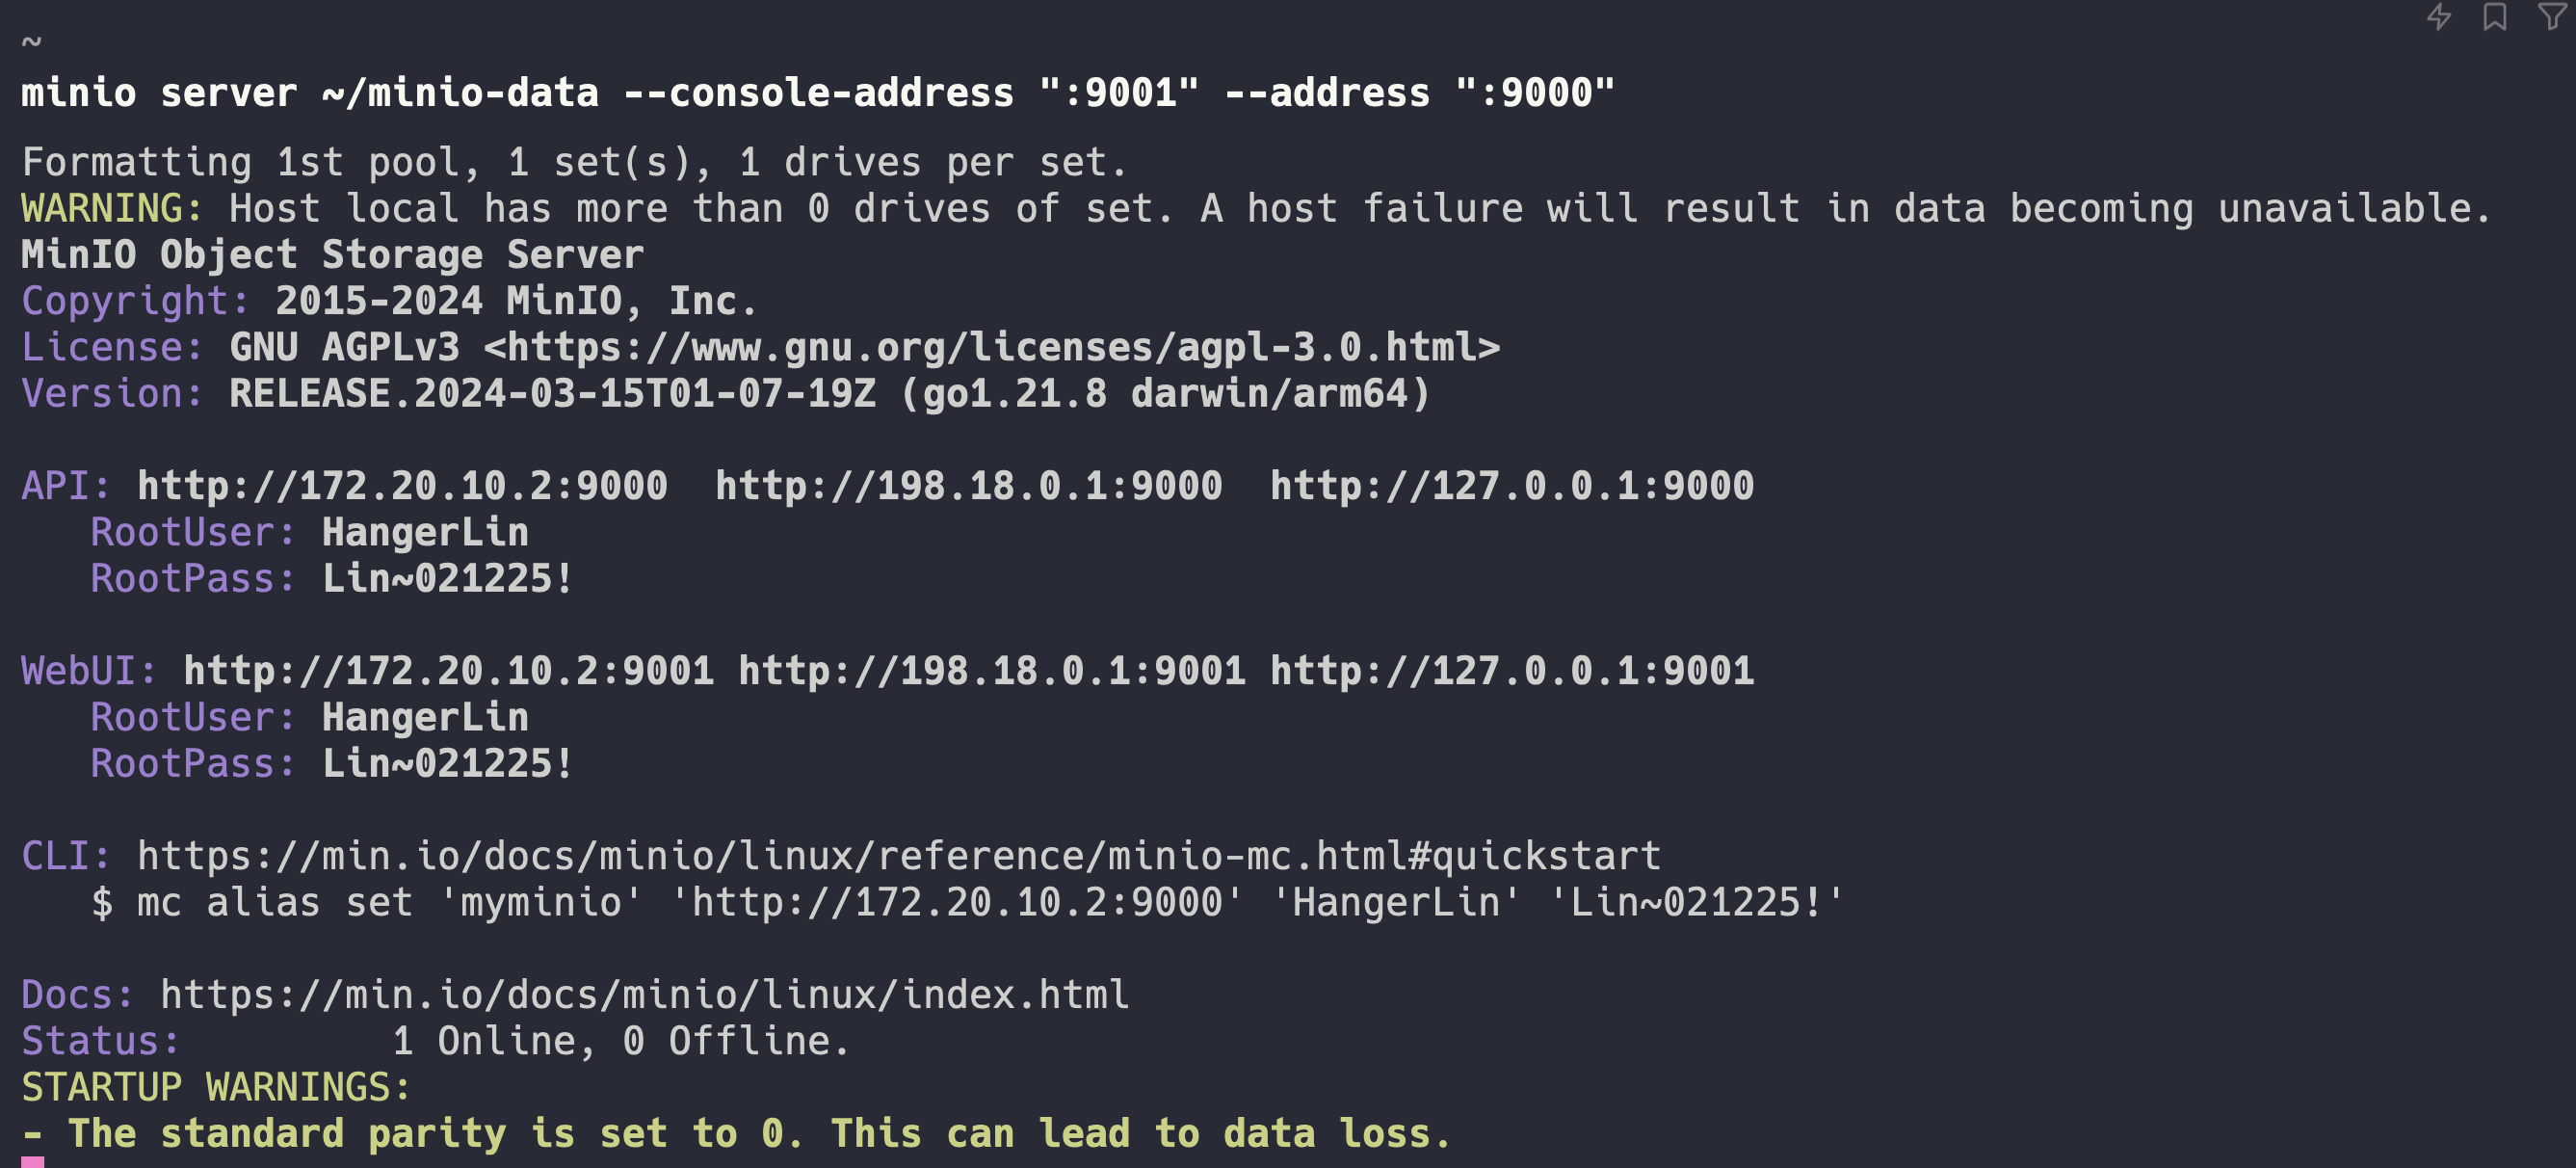 ~
minio server ~/minio-data --console-address ":9001" --address ":9000"
Formatting 1st pool, 1 set(s), 1 drives per set.
WARNING: Host local has more than 0 drives of set. A host failure will result in data becoming unavailable.
MinIO Object Storage Server
Copyright: 2015-2024 MinIO, Inc.
License: GNU AGPLv3 <https://www.gnu.org/licenses/agpl-3.0.html>
Version: RELEASE.2024-03-15T01-07-19Z (go1.21.8 darwin/arm64)

API: http://172.20.10.2:9000  http://198.18.0.1:9000  http://127.0.0.1:9000
   RootUser: HangerLin
   RootPass: Lin~021225!

WebUI: http://172.20.10.2:9001 http://198.18.0.1:9001 http://127.0.0.1:9001
   RootUser: HangerLin
   RootPass: Lin~021225!

CLI: https://min.io/docs/minio/linux/reference/minio-mc.html#quickstart
   $ mc alias set 'myminio' 'http://172.20.10.2:9000' 'HangerLin' 'Lin~021225!'

Docs: https://min.io/docs/minio/linux/index.html
Status:         1 Online, 0 Offline.
STARTUP WARNINGS:
- The standard parity is set to 0. This can lead to data loss.